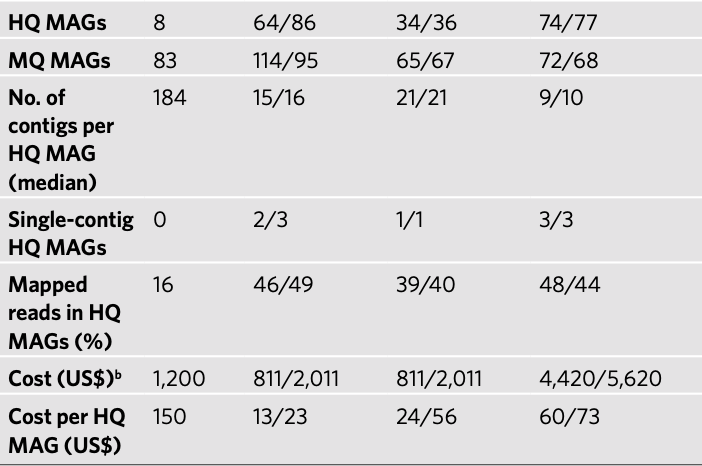 HQ MAGs 8 64/86 34/36 74/77
MQ MAGs 83 114/95 65/67 72/68
No. of 184 15/16 21/21 9/10
contigs per
HQ MAG
(median)
Single-contig 0 2/3 1/1 3/3
HQ MAGs
Mapped 16 46/49 39/40 48/44
reads in HQ
MAGs (%)
Cost (US$)ᵇ 1,200 811/2,011 811/2,011 4,420/5,620
Cost per HQ 150 13/23 24/56 60/73
MAG (US$)